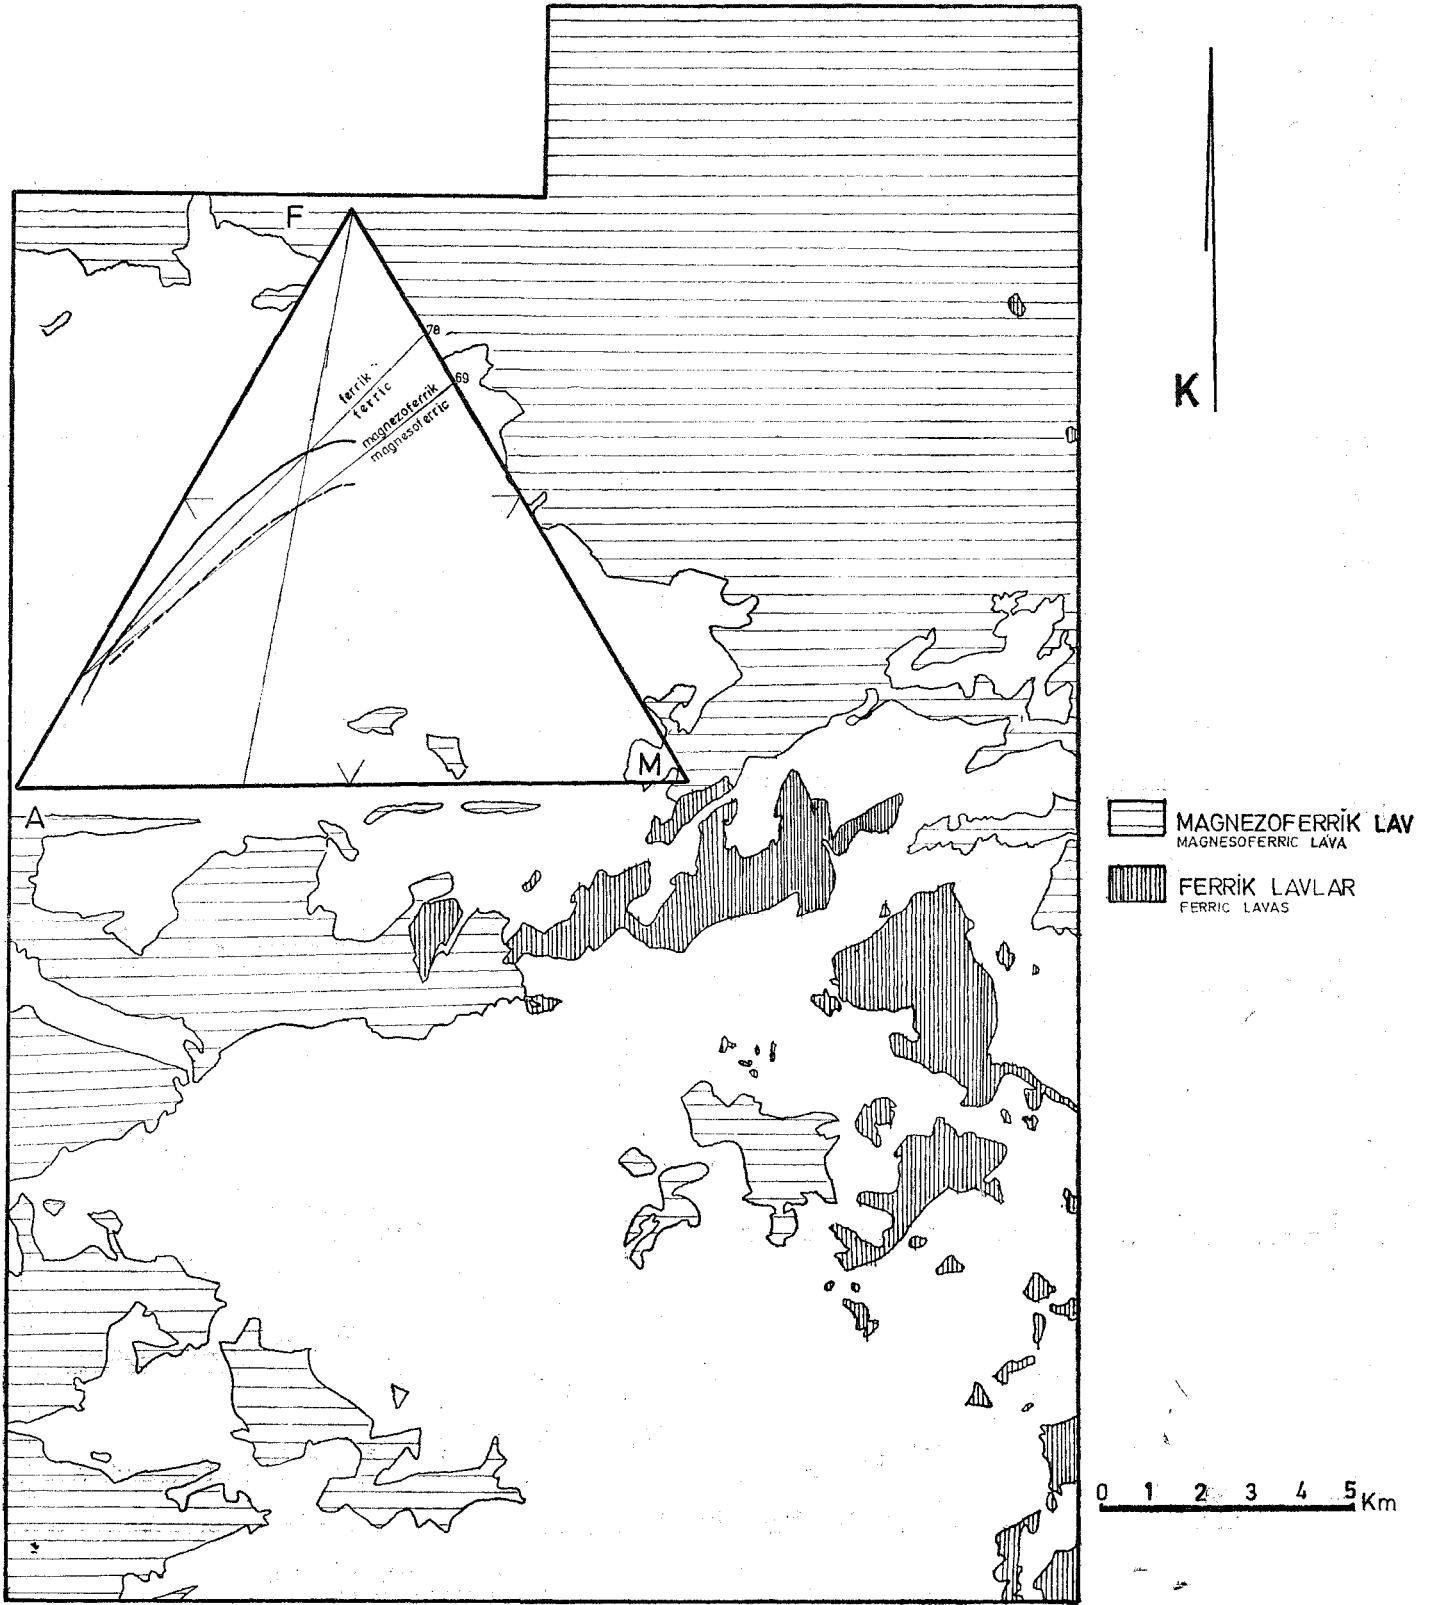 F
78
ferrik
ferric
69
magnezoferrik
magnesoferric
K
M
A
MAGNEZOFERRİK LAV
MAGNESOFERRIC LAVA
FERRİK LAVLAR
FERRIC LAVAS
0 1 2 3 4 5 Km